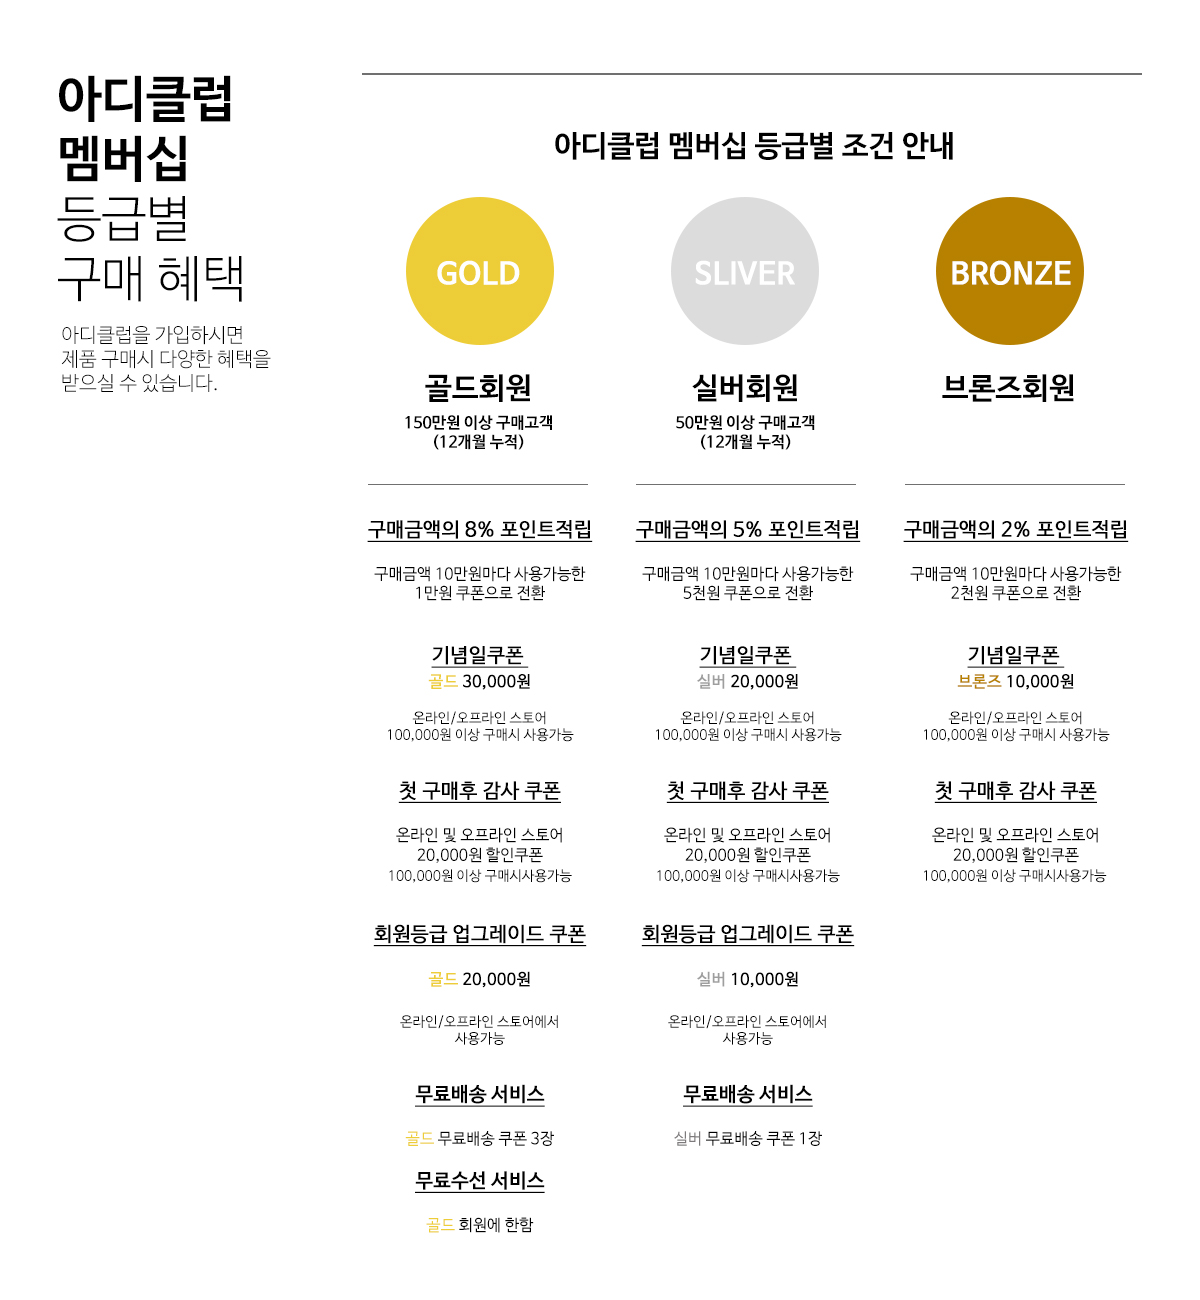 아디클럽
멤버십
등급별
구매 혜택
아디클럽을 가입하시면
제품 구매시 다양한 혜택을
받으실 수 있습니다.
아디클럽 멤버십 등급별 조건 안내
GOLD
골드회원
150만원 이상 구매고객
(12개월 누적)
구매금액의 8% 포인트적립
구매금액 10만원마다 사용가능한
1만원 쿠폰으로 전환
기념일쿠폰
골드 30,000원
온라인/오프라인 스토어
100,000원 이상 구매시 사용가능
첫 구매후 감사 쿠폰
온라인 및 오프라인 스토어
20,000원 할인쿠폰
100,000원 이상 구매시사용가능
회원등급 업그레이드 쿠폰
골드 20,000원
온라인/오프라인 스토어에서
사용가능
무료배송 서비스
골드 무료배송 쿠폰 3장
무료수선 서비스
골드 회원에 한함
SLIVER
실버회원
50만원 이상 구매고객
(12개월 누적)
구매금액의 5% 포인트적립
구매금액 10만원마다 사용가능한
5천원 쿠폰으로 전환
기념일쿠폰
실버 20,000원
온라인/오프라인 스토어
100,000원 이상 구매시 사용가능
첫 구매후 감사 쿠폰
온라인 및 오프라인 스토어
20,000원 할인쿠폰
100,000원 이상 구매시사용가능
회원등급 업그레이드 쿠폰
실버 10,000원
온라인/오프라인 스토어에서
사용가능
무료배송 서비스
실버 무료배송 쿠폰 1장
BRONZE
브론즈회원
구매금액의 2% 포인트적립
구매금액 10만원마다 사용가능한
2천원 쿠폰으로 전환
기념일쿠폰
브론즈 10,000원
온라인/오프라인 스토어
100,000원 이상 구매시 사용가능
첫 구매후 감사 쿠폰
온라인 및 오프라인 스토어
20,000원 할인쿠폰
100,000원 이상 구매시사용가능